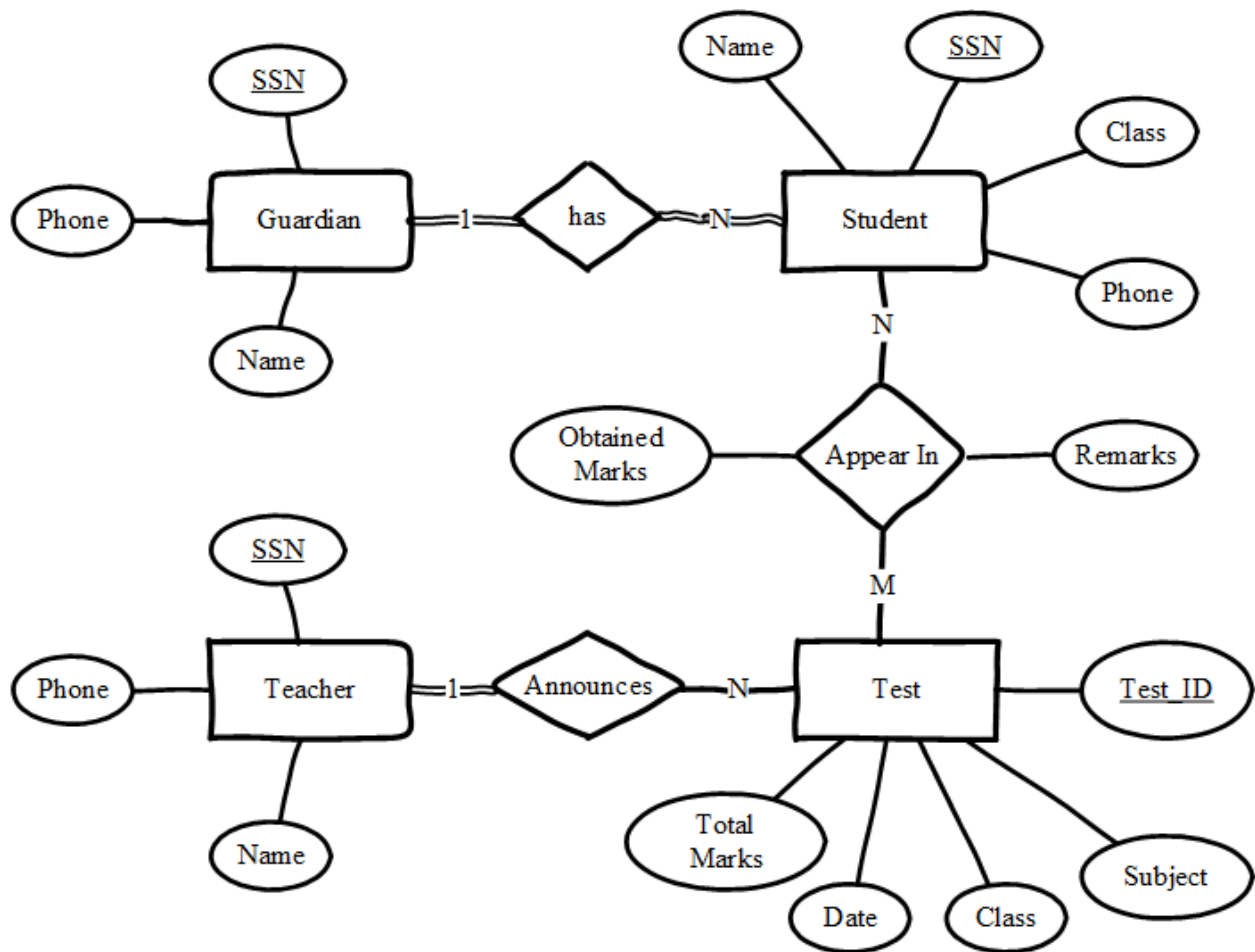 Name
SSN
SSN
Class
Phone
Guardian
1
has
N
Student
Phone
Name
N
Obtained
Marks
Appear In
Remarks
SSN
M
Phone
Teacher
1
Announces
N
Test
Test_ID
Name
Total
Marks
Subject
Date
Class